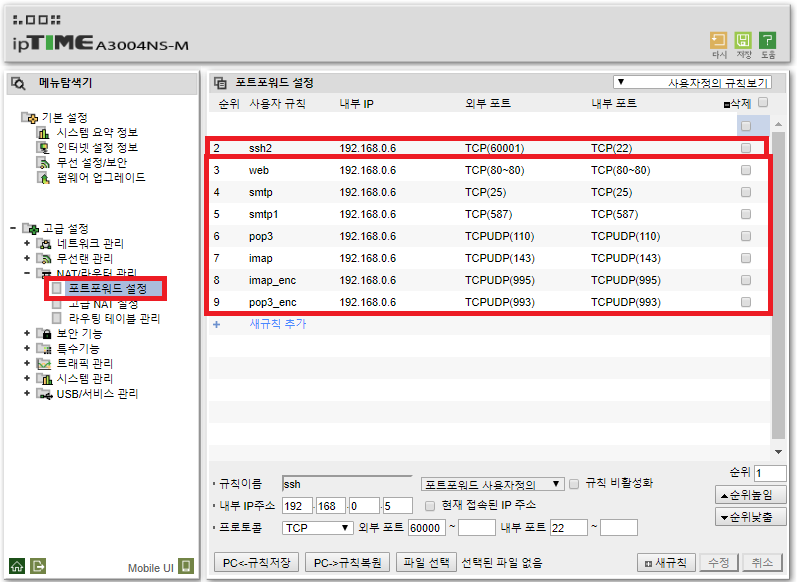 ipTIME A3004NS-M
다시 저장 도움
메뉴탐색기
기본 설정
시스템 요약 정보
인터넷 설정 정보
무선 설정/보안
펌웨어 업그레이드
고급 설정
네트워크 관리
무선랜 관리
NAT/라우터 관리
포트포워드 설정
고급 NAT 설정
라우팅 테이블 관리
보안 기능
특수기능
트래픽 관리
시스템 관리
USB/서비스 관리
Mobile UI
포트포워드 설정 ▼ 사용자정의 규칙보기
순위 사용자 규칙 내부 IP 외부 포트 내부 포트 삭제
2 ssh2 192.168.0.6 TCP(60001) TCP(22)
3 web 192.168.0.6 TCP(80~80) TCP(80~80)
4 smtp 192.168.0.6 TCP(25) TCP(25)
5 smtp1 192.168.0.6 TCP(587) TCP(587)
6 pop3 192.168.0.6 TCPUDP(110) TCPUDP(110)
7 imap 192.168.0.6 TCPUDP(143) TCPUDP(143)
8 imap_enc 192.168.0.6 TCPUDP(995) TCPUDP(995)
9 pop3_enc 192.168.0.6 TCPUDP(993) TCPUDP(993)
+ 새규칙 추가
순위 1
규칙이름 ssh 포트포워드 사용자정의 ▼ 규칙 비활성화
▲순위높임
내부 IP주소 192 . 168 . 0 . 5 현재 접속된 IP 주소
▼순위낮춤
프로토콜 TCP ▼ 외부 포트 60000 ~ 내부 포트 22 ~
PC<-규칙저장 PC->규칙복원 파일 선택 선택된 파일 없음 새규칙 수정 취소